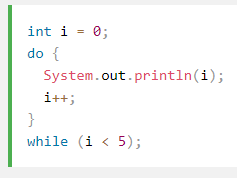 int i = 0;
do {
  System.out.println(i);
  i++;
}
while (i < 5);